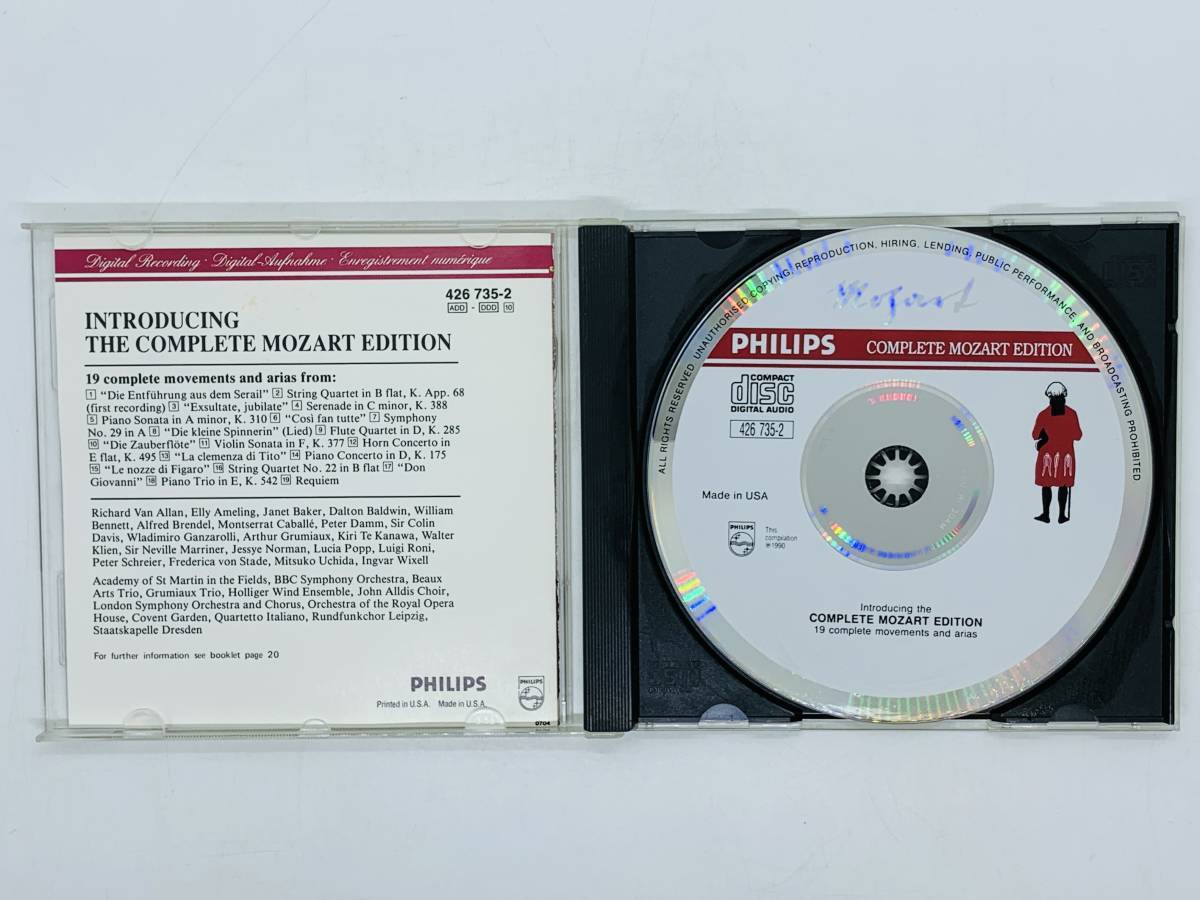 Digital Recording · Digital-Aufnahme · Enregistrement numérique
426 735-2
ADD - DDD 10
INTRODUCING
THE COMPLETE MOZART EDITION
19 complete movements and arias from:
1 "Die Entführung aus dem Serail" 2 String Quartet in B flat, K. App. 68
(first recording) 3 "Exsultate, jubilate" 4 Serenade in C minor, K. 388
5 Piano Sonata in A minor, K. 310 6 "Così fan tutte" 7 Symphony
No. 29 in A 8 "Die kleine Spinnerin" (Lied) 9 Flute Quartet in D, K. 285
10 "Die Zauberflöte" 11 Violin Sonata in F, K. 377 12 Horn Concerto in
E flat, K. 495 13 "La clemenza di Tito" 14 Piano Concerto in D, K. 175
15 "Le nozze di Figaro" 16 String Quartet No. 22 in B flat 17 "Don
Giovanni" 18 Piano Trio in E, K. 542 19 Requiem
Richard Van Allan, Elly Ameling, Janet Baker, Dalton Baldwin, William
Bennett, Alfred Brendel, Montserrat Caballé, Peter Damm, Sir Colin
Davis, Wladimiro Ganzarolli, Arthur Grumiaux, Kiri Te Kanawa, Walter
Klien, Sir Neville Marriner, Jessye Norman, Lucia Popp, Luigi Roni,
Peter Schreier, Frederica von Stade, Mitsuko Uchida, Ingvar Wixell
Academy of St Martin in the Fields, BBC Symphony Orchestra, Beaux
Arts Trio, Grumiaux Trio, Holliger Wind Ensemble, John Alldis Choir,
London Symphony Orchestra and Chorus, Orchestra of the Royal Opera
House, Covent Garden, Quartetto Italiano, Rundfunkchor Leipzig,
Staatskapelle Dresden
For further information see booklet page 20
PHILIPS
PHILIPS
Printed in U.S.A. Made in U.S.A.
0704
ALL RIGHTS RESERVED UNAUTHORISED COPYING, REPRODUCTION, HIRING, LENDING, PUBLIC PERFORMANCE, AND BROADCASTING PROHIBITED
Mozart
PHILIPS COMPLETE MOZART EDITION
COMPACT
disc
DIGITAL AUDIO
426 735-2
Made in USA
PHILIPS
This
compilation
℗1990
Introducing the
COMPLETE MOZART EDITION
19 complete movements and arias